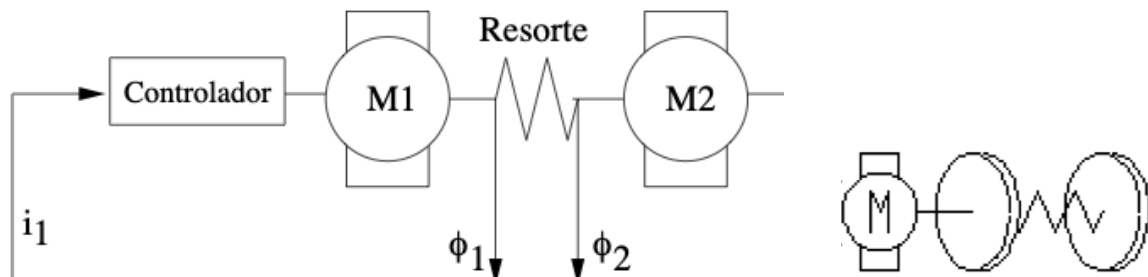 Resorte
Controlador
M1
M2
M
i1
ϕ1
ϕ2